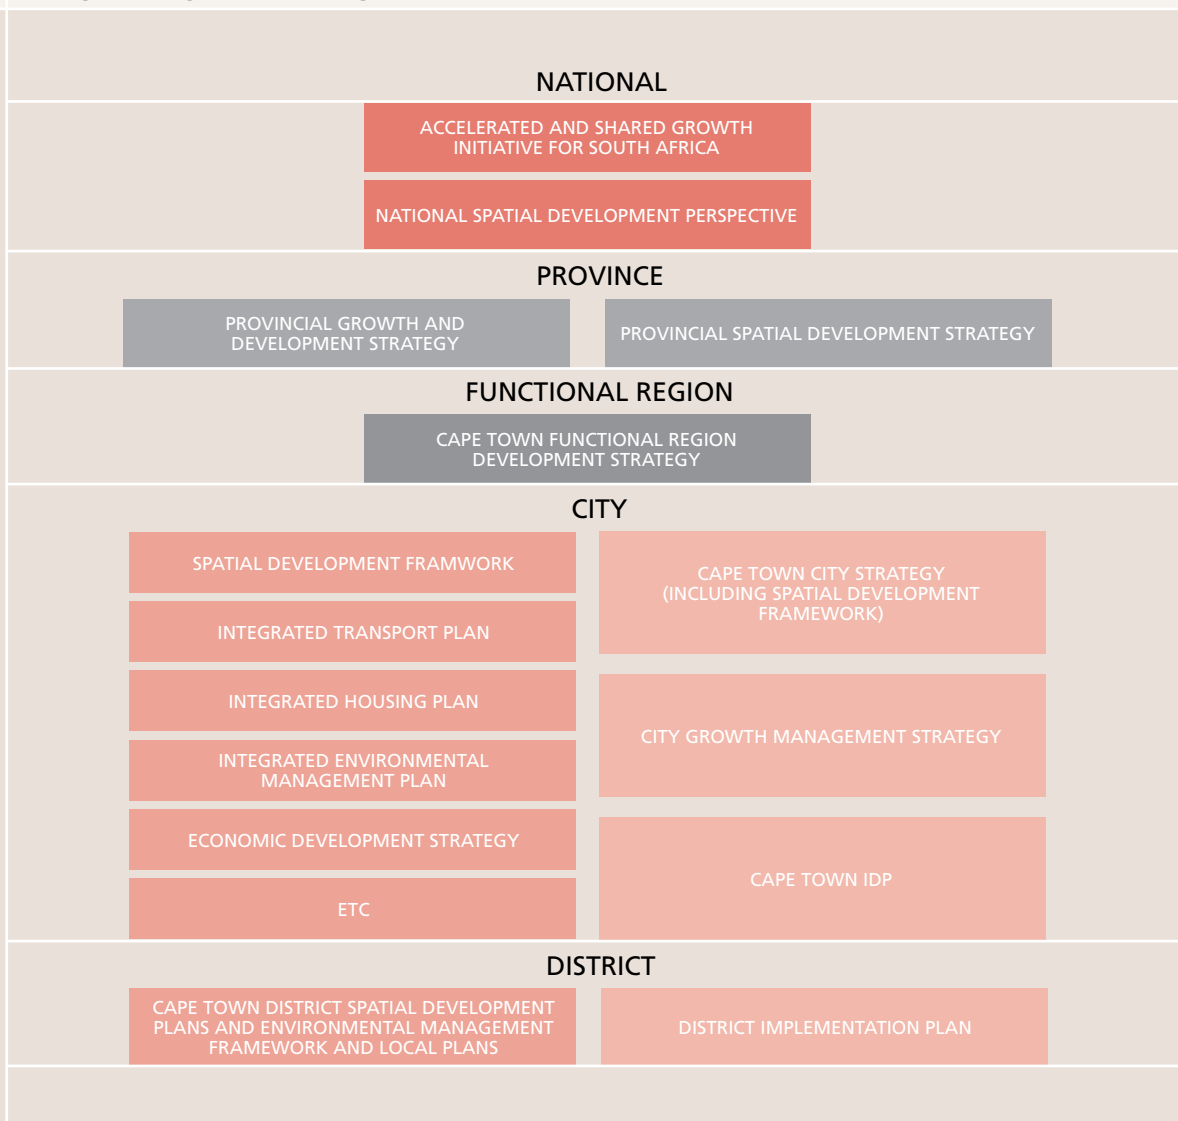 NATIONAL
ACCELERATED AND SHARED GROWTH
INITIATIVE FOR SOUTH AFRICA
NATIONAL SPATIAL DEVELOPMENT PERSPECTIVE
PROVINCE
PROVINCIAL GROWTH AND
DEVELOPMENT STRATEGY
PROVINCIAL SPATIAL DEVELOPMENT STRATEGY
FUNCTIONAL REGION
CAPE TOWN FUNCTIONAL REGION
DEVELOPMENT STRATEGY
CITY
SPATIAL DEVELOPMENT FRAMWORK
INTEGRATED TRANSPORT PLAN
INTEGRATED HOUSING PLAN
INTEGRATED ENVIRONMENTAL
MANAGEMENT PLAN
ECONOMIC DEVELOPMENT STRATEGY
ETC
CAPE TOWN CITY STRATEGY
(INCLUDING SPATIAL DEVELOPMENT
FRAMEWORK)
CITY GROWTH MANAGEMENT STRATEGY
CAPE TOWN IDP
DISTRICT
CAPE TOWN DISTRICT SPATIAL DEVELOPMENT
PLANS AND ENVIRONMENTAL MANAGEMENT
FRAMEWORK AND LOCAL PLANS
DISTRICT IMPLEMENTATION PLAN